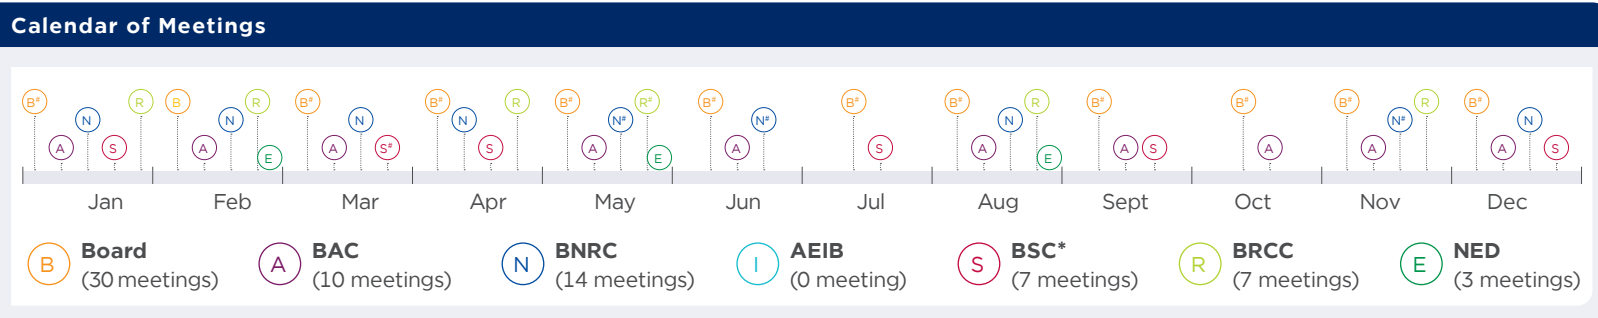 Calendar of Meetings
B# R B R B# B# R B# R# B# B# B# R B# B# B# R B#
N N N N N# N# N N# N
A S A A S# A S A A S A A S A A A S
E E E
Jan Feb Mar Apr May Jun Jul Aug Sept Oct Nov Dec
B Board A BAC N BNRC I AEIB S BSC* R BRCC E NED
(30 meetings) (10 meetings) (14 meetings) (0 meeting) (7 meetings) (7 meetings) (3 meetings)